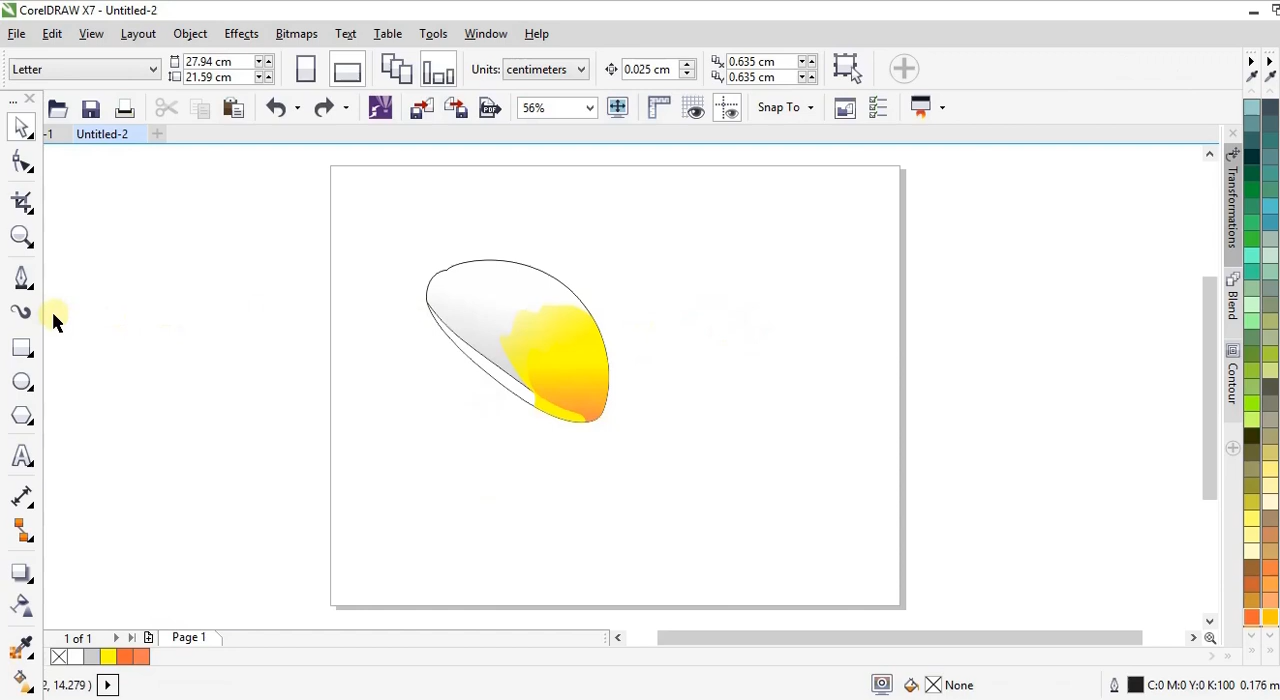 CorelDRAW X7 - Untitled-2
File Edit View Layout Object Effects Bitmaps Text Table Tools Window Help
Letter 27.94 cm 21.59 cm Units: centimeters 0.025 cm 0.635 cm 0.635 cm
56% Snap To
-1 Untitled-2
Transformations
Blend
Contour
1 of 1 Page 1
2, 14.279 ) None C:0 M:0 Y:0 K:100 0.176 m